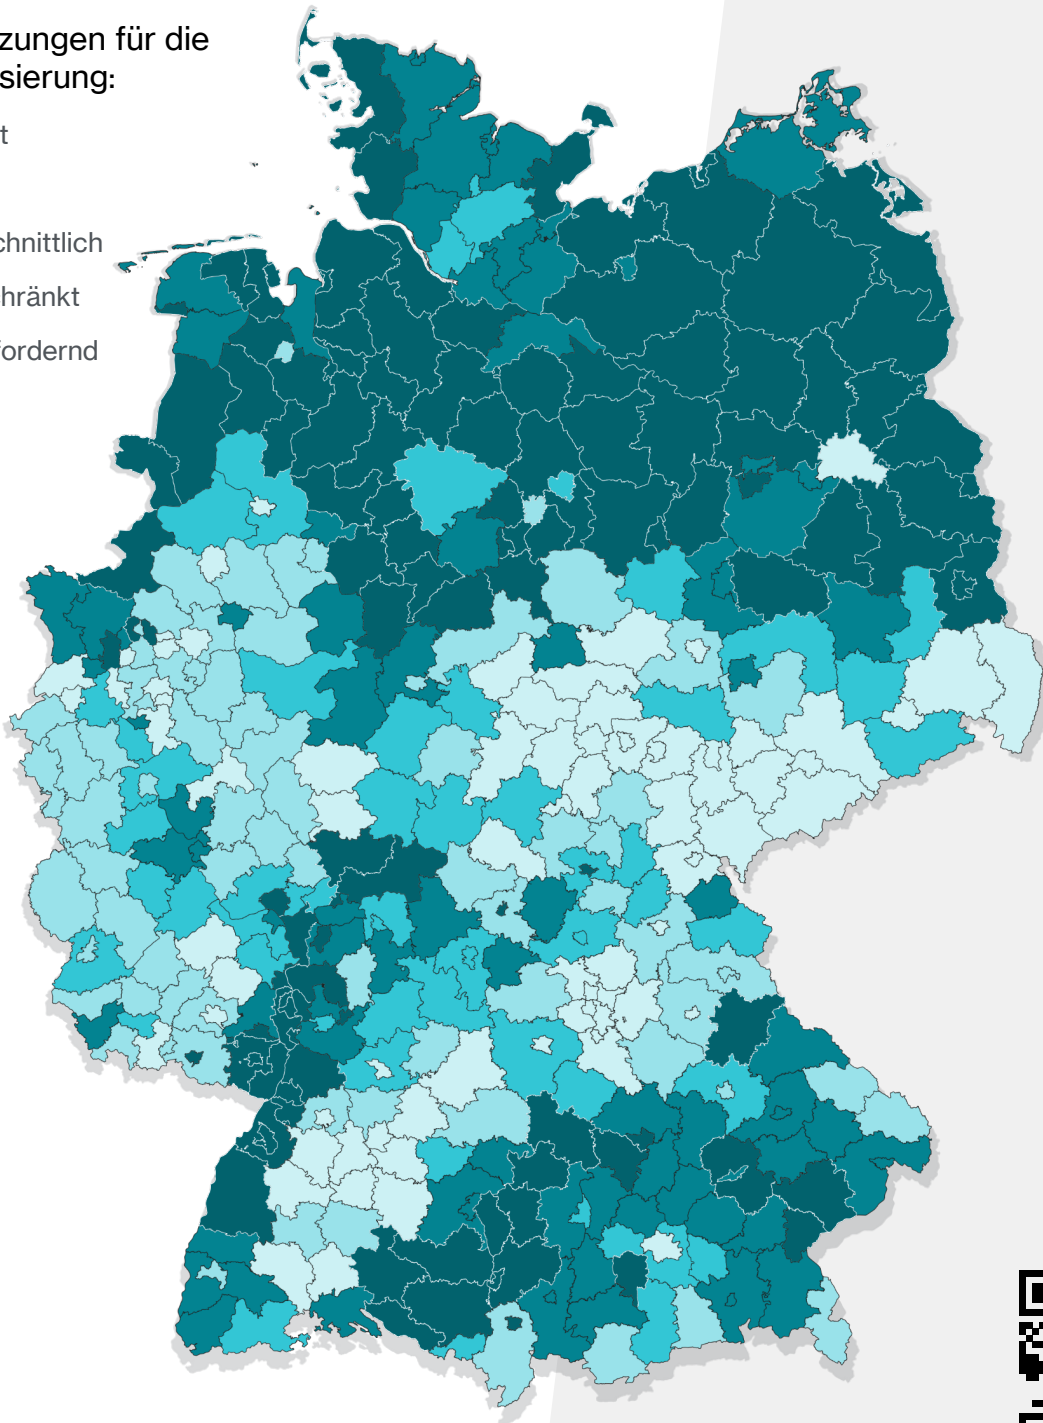 zungen für die
sierung:
t
chnittlich
hränkt
fordernd